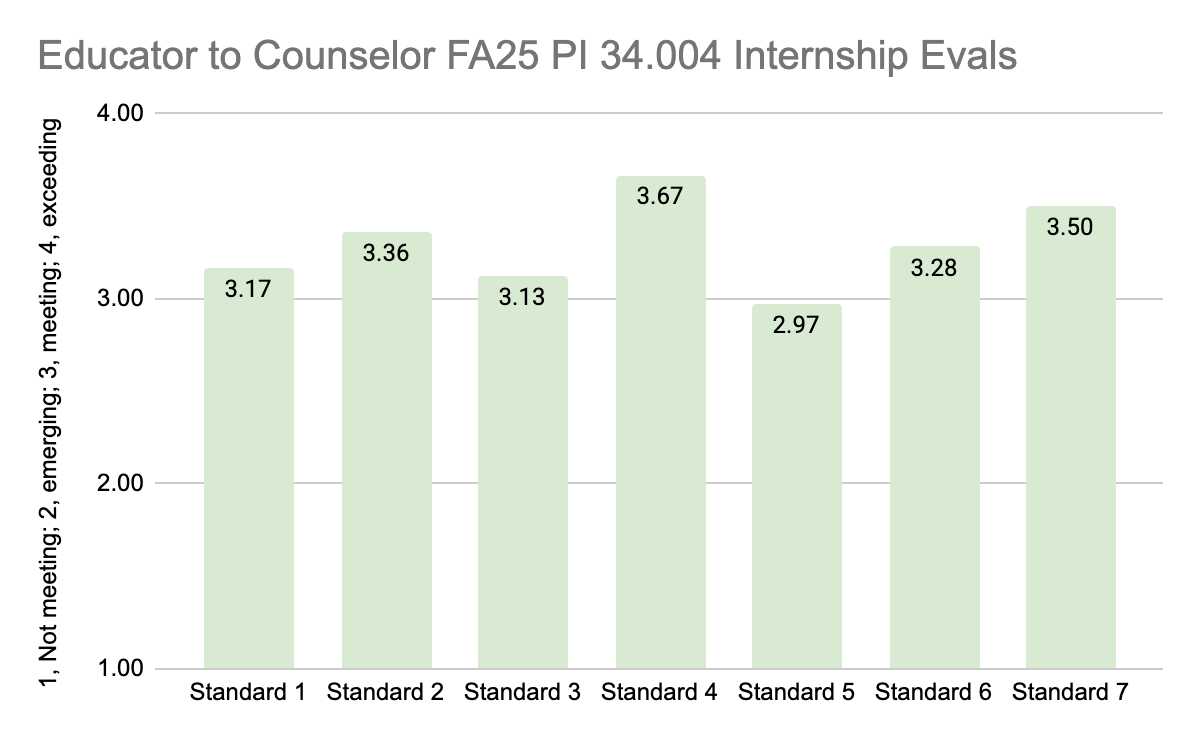 Educator to Counselor FA25 PI 34.004 Internship Evals
1, Not meeting; 2, emerging; 3, meeting; 4, exceeding
4.00
3.00
2.00
1.00
3.17
3.36
3.13
3.67
2.97
3.28
3.50
Standard 1
Standard 2
Standard 3
Standard 4
Standard 5
Standard 6
Standard 7